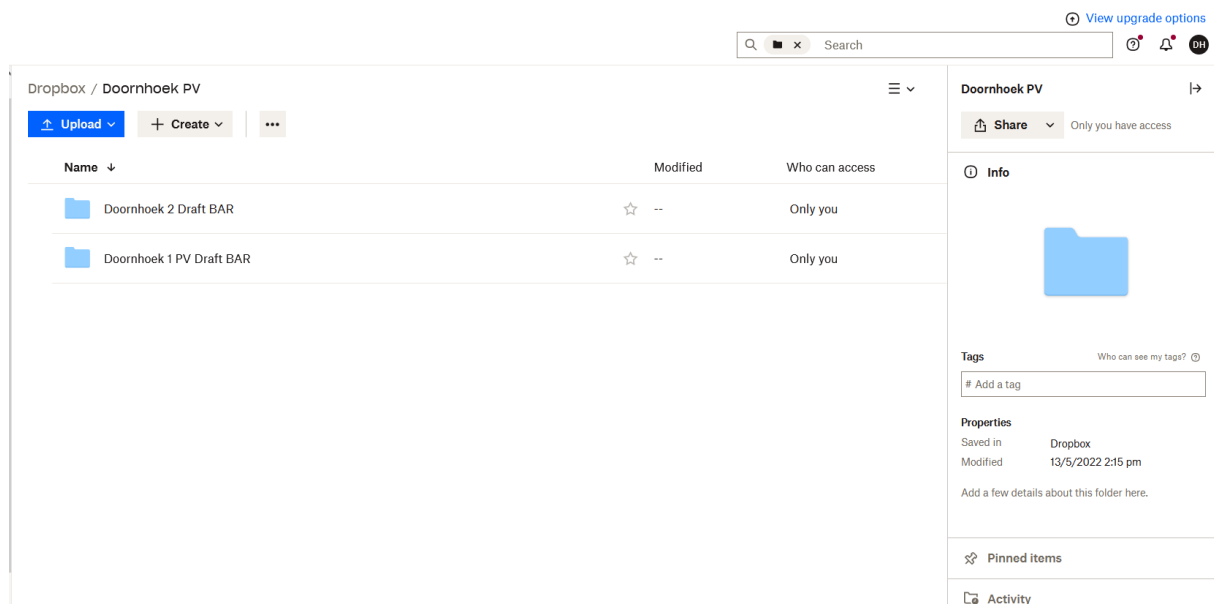 View upgrade options
Search
DH
Dropbox / Doornhoek PV
Upload
Create
Name
Modified
Who can access
Doornhoek 2 Draft BAR
--
Only you
Doornhoek 1 PV Draft BAR
--
Only you
Doornhoek PV
Share
Only you have access
Info
Tags
Who can see my tags?
# Add a tag
Properties
Saved in Dropbox
Modified 13/5/2022 2:15 pm
Add a few details about this folder here.
Pinned items
Activity